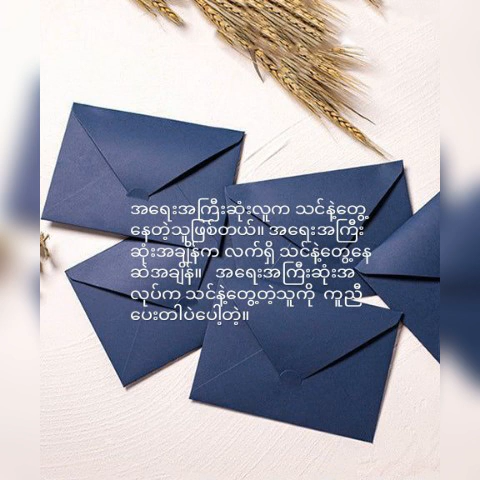 အရေးအကြီးဆုံးလူက သင်နဲ့တွေ့
နေတဲ့သူဖြစ်တယ်။ အရေးအကြီး
ဆုံးအချိန်က လက်ရှိ သင်နဲ့တွေ့နေ
ဆဲအချိန်။ အရေးအကြီးဆုံးအ
လုပ်က သင်နဲ့တွေ့တဲ့သူကို ကူညီ
ပေးတါပဲပေါ့တဲ့။